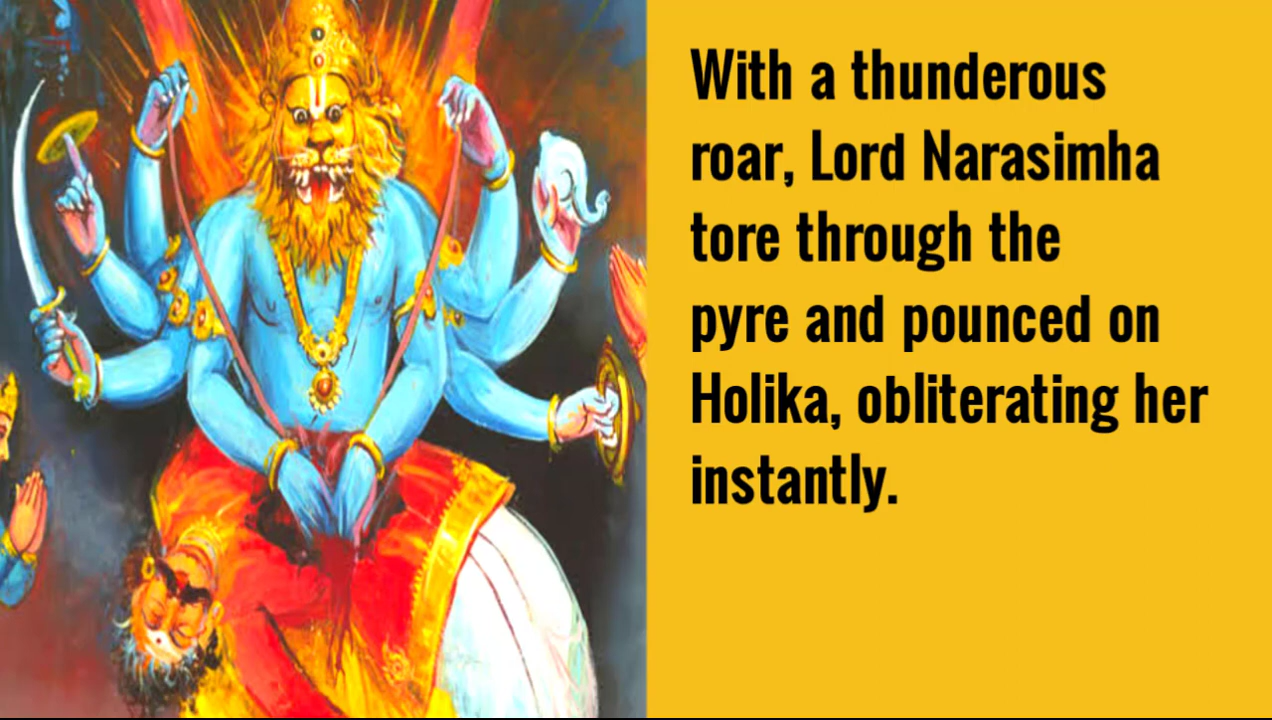 With a thunderous
roar, Lord Narasimha
tore through the
pyre and pounced on
Holika, obliterating her
instantly.